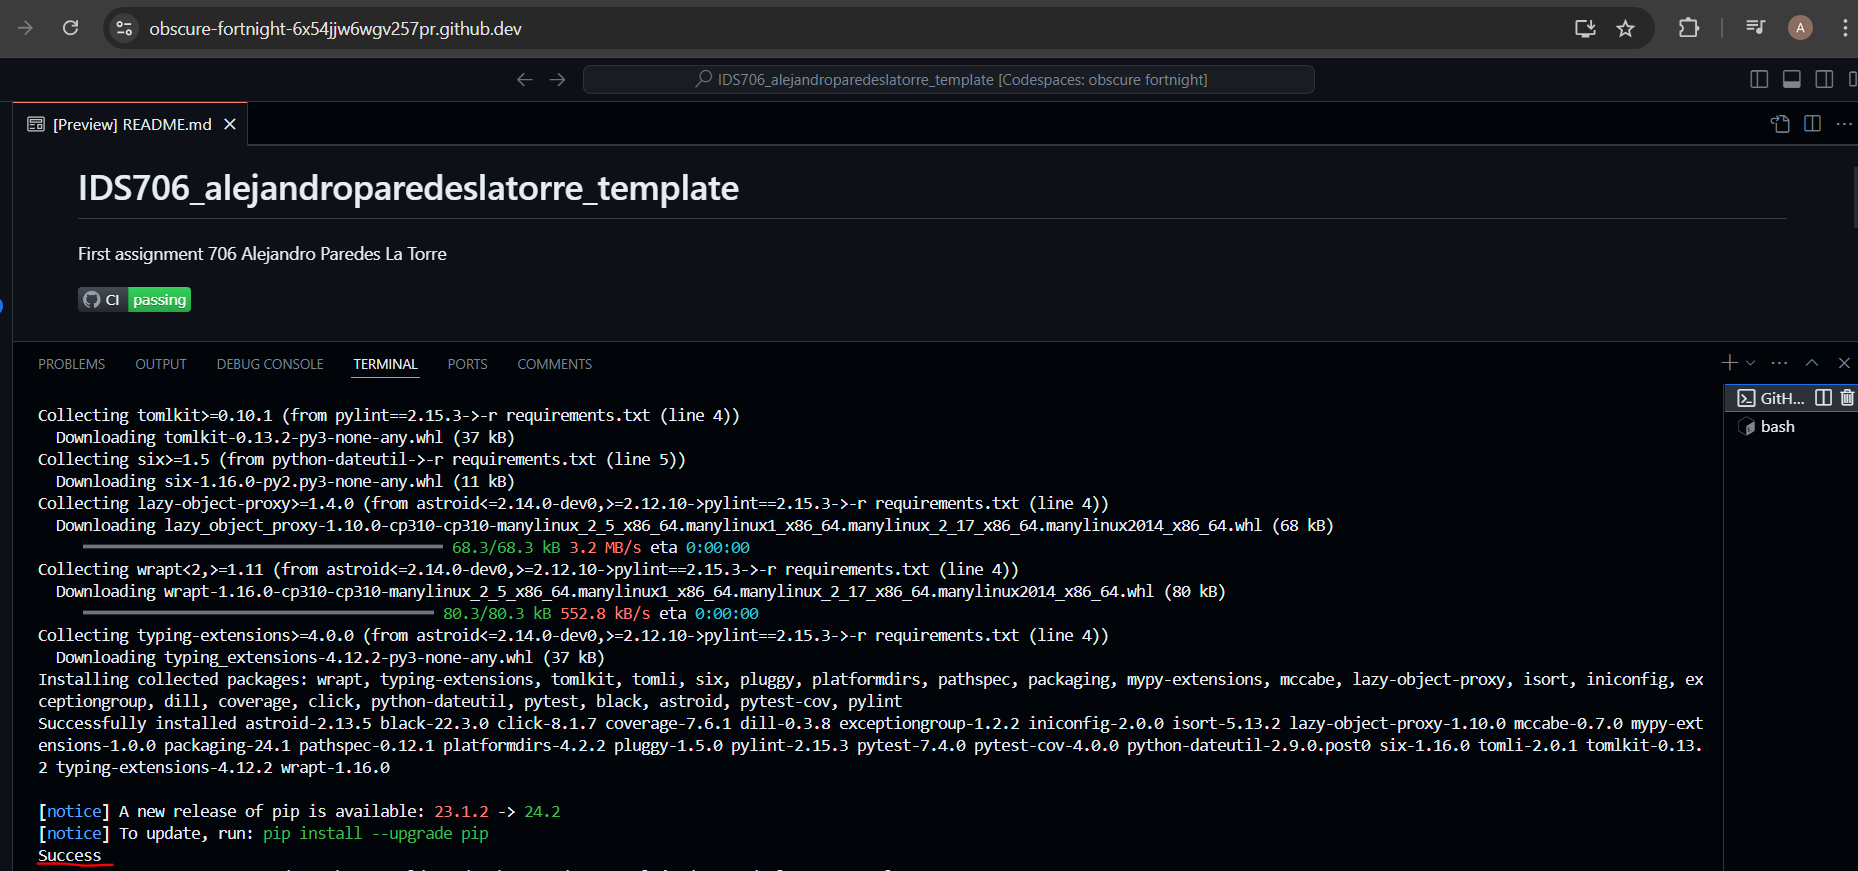 obscure-fortnight-6x54jjw6wgv257pr.github.dev
A
IDS706_alejandroparedeslatorre_template [Codespaces: obscure fortnight]
[Preview] README.md
IDS706_alejandroparedeslatorre_template
First assignment 706 Alejandro Paredes La Torre
CI passing
PROBLEMS OUTPUT DEBUG CONSOLE TERMINAL PORTS COMMENTS
GitH...
bash
Collecting tomlkit>=0.10.1 (from pylint==2.15.3->-r requirements.txt (line 4))
Downloading tomlkit-0.13.2-py3-none-any.whl (37 kB)
Collecting six>=1.5 (from python-dateutil->-r requirements.txt (line 5))
Downloading six-1.16.0-py2.py3-none-any.whl (11 kB)
Collecting lazy-object-proxy>=1.4.0 (from astroid<=2.14.0-dev0,>=2.12.10->pylint==2.15.3->-r requirements.txt (line 4))
Downloading lazy_object_proxy-1.10.0-cp310-cp310-manylinux_2_5_x86_64.manylinux1_x86_64.manylinux_2_17_x86_64.manylinux2014_x86_64.whl (68 kB)
68.3/68.3 kB 3.2 MB/s eta 0:00:00
Collecting wrapt<2,>=1.11 (from astroid<=2.14.0-dev0,>=2.12.10->pylint==2.15.3->-r requirements.txt (line 4))
Downloading wrapt-1.16.0-cp310-cp310-manylinux_2_5_x86_64.manylinux1_x86_64.manylinux_2_17_x86_64.manylinux2014_x86_64.whl (80 kB)
80.3/80.3 kB 552.8 kB/s eta 0:00:00
Collecting typing-extensions>=4.0.0 (from astroid<=2.14.0-dev0,>=2.12.10->pylint==2.15.3->-r requirements.txt (line 4))
Downloading typing_extensions-4.12.2-py3-none-any.whl (37 kB)
Installing collected packages: wrapt, typing-extensions, tomlkit, tomli, six, pluggy, platformdirs, pathspec, packaging, mypy-extensions, mccabe, lazy-object-proxy, isort, iniconfig, ex
ceptiongroup, dill, coverage, click, python-dateutil, pytest, black, astroid, pytest-cov, pylint
Successfully installed astroid-2.13.5 black-22.3.0 click-8.1.7 coverage-7.6.1 dill-0.3.8 exceptiongroup-1.2.2 iniconfig-2.0.0 isort-5.13.2 lazy-object-proxy-1.10.0 mccabe-0.7.0 mypy-ext
ensions-1.0.0 packaging-24.1 pathspec-0.12.1 platformdirs-4.2.2 pluggy-1.5.0 pylint-2.15.3 pytest-7.4.0 pytest-cov-4.0.0 python-dateutil-2.9.0.post0 six-1.16.0 tomli-2.0.1 tomlkit-0.13.
2 typing-extensions-4.12.2 wrapt-1.16.0
[notice] A new release of pip is available: 23.1.2 -> 24.2
[notice] To update, run: pip install --upgrade pip
Success